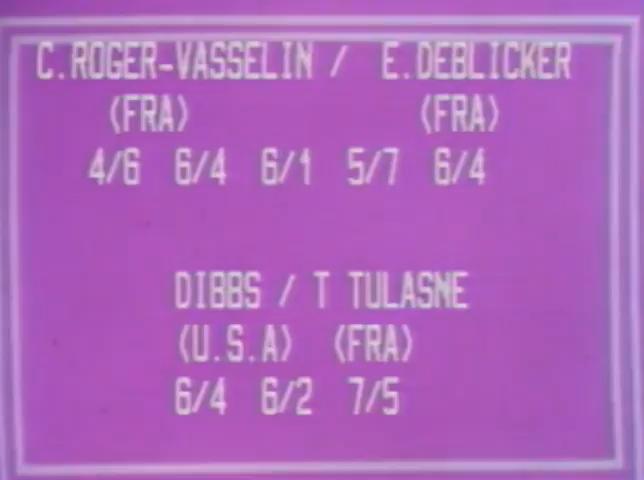 C.ROGER-VASSELIN / E.DEBLICKER
(FRA) (FRA)
4/6 6/4 6/1 5/7 6/4
DIBBS / T TULASNE
(U.S.A) (FRA)
6/4 6/2 7/5